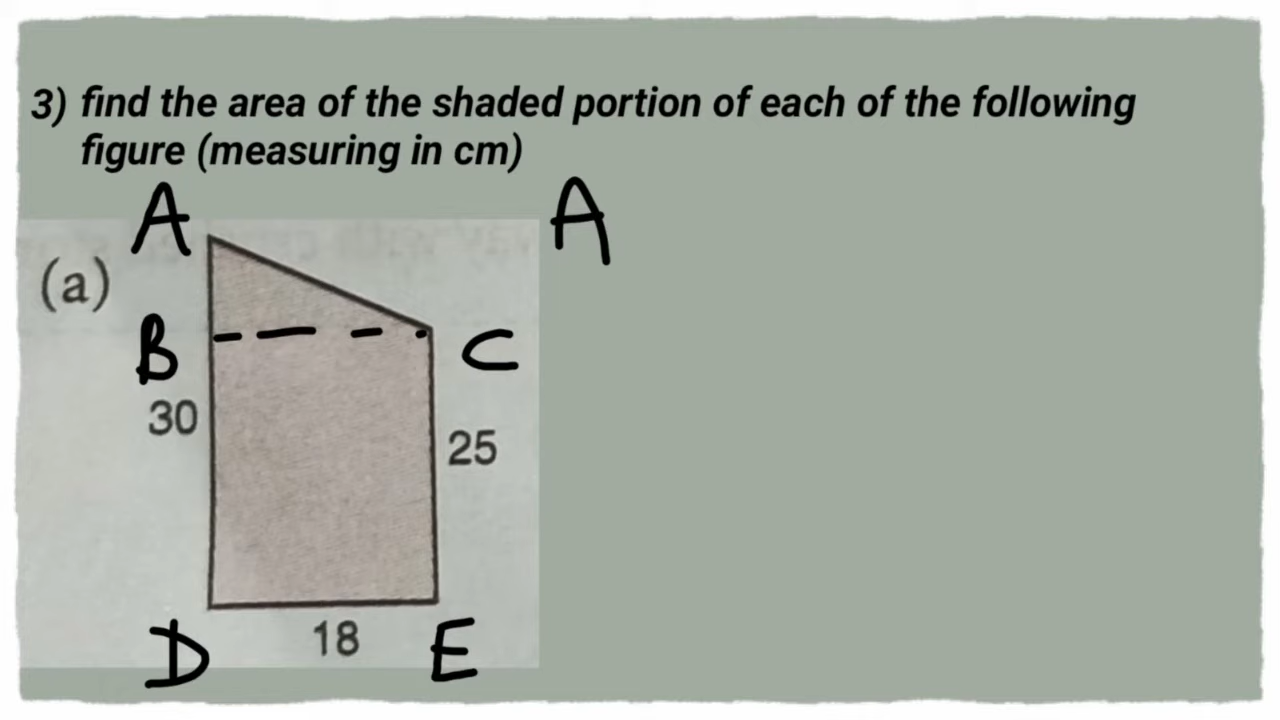 3) find the area of the shaded portion of each of the following
figure (measuring in cm)
A
A
(a)
B
C
30
25
18
D
E